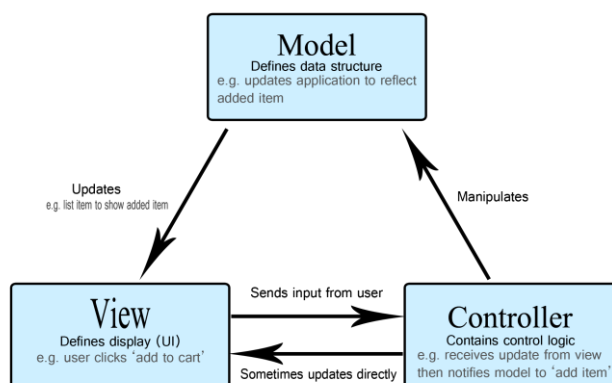 Model
Defines data structure
e.g. updates application to reflect
added item
Updates
e.g. list item to show added item
Manipulates
View
Defines display (UI)
e.g. user clicks ‘add to cart’
Sends input from user
Sometimes updates directly
Controller
Contains control logic
e.g. receives update from view
then notifies model to ‘add item’